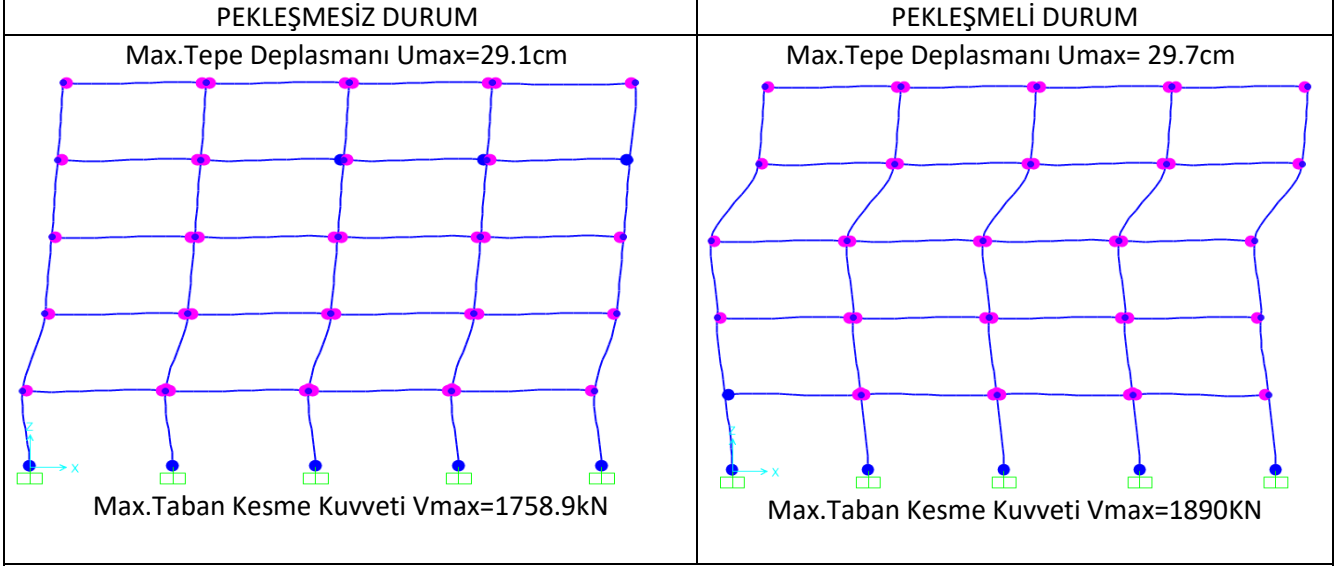 PEKLEŞMESİZ DURUM
Max.Tepe Deplasmanı Umax=29.1cm
Z
X
Max.Taban Kesme Kuvveti Vmax=1758.9kN
PEKLEŞMELİ DURUM
Max.Tepe Deplasmanı Umax= 29.7cm
Z
X
Max.Taban Kesme Kuvveti Vmax=1890KN